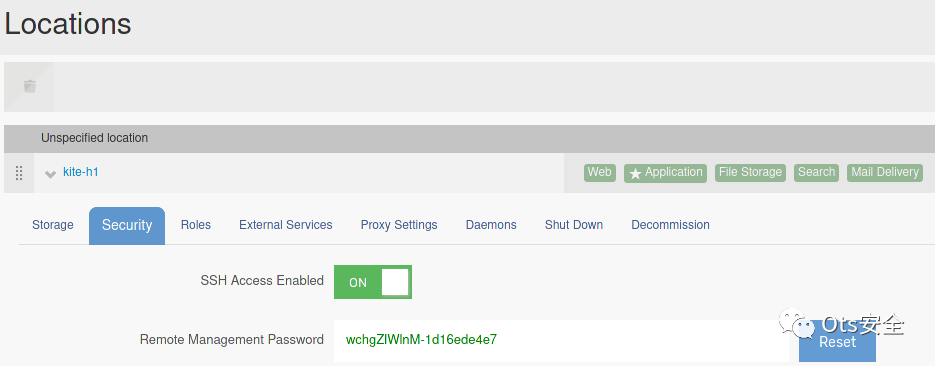 Locations
Unspecified location
kite-h1
Web
Application
File Storage
Search
Mail Delivery
Storage
Security
Roles
External Services
Proxy Settings
Daemons
Shut Down
Decommission
SSH Access Enabled
ON
Remote Management Password
wchgZlWlnM-1d16ede4e7
Ots安全
Reset